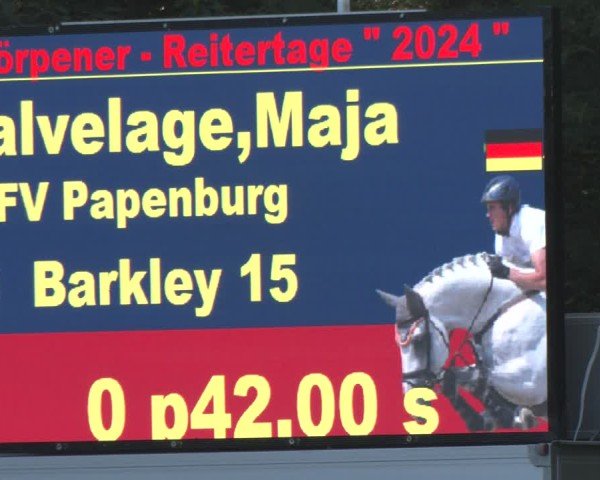 örpener - Reitertage " 2024 "
alvelage,Maja
FV Papenburg
Barkley 15
0 p42.00 s